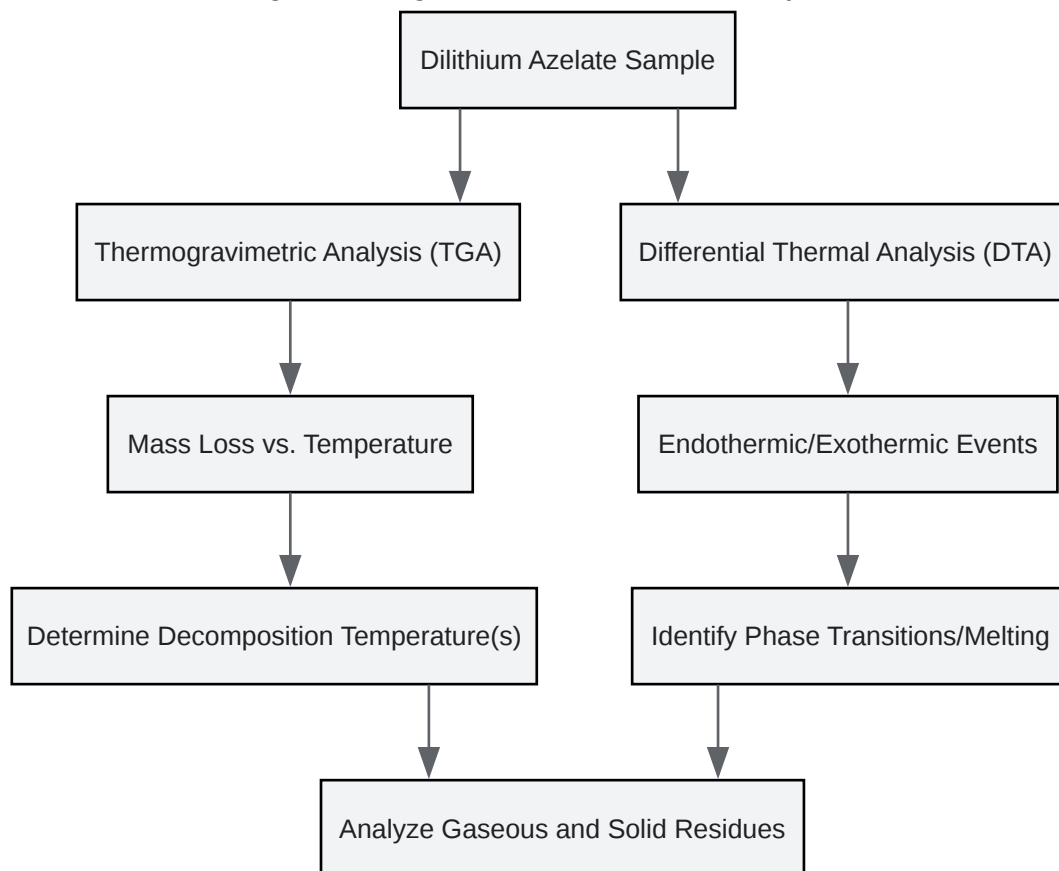 Dilithium Azelate Sample
Thermogravimetric Analysis (TGA)
Differential Thermal Analysis (DTA)
Mass Loss vs. Temperature
Endothermic/Exothermic Events
Determine Decomposition Temperature(s)
Identify Phase Transitions/Melting
Analyze Gaseous and Solid Residues